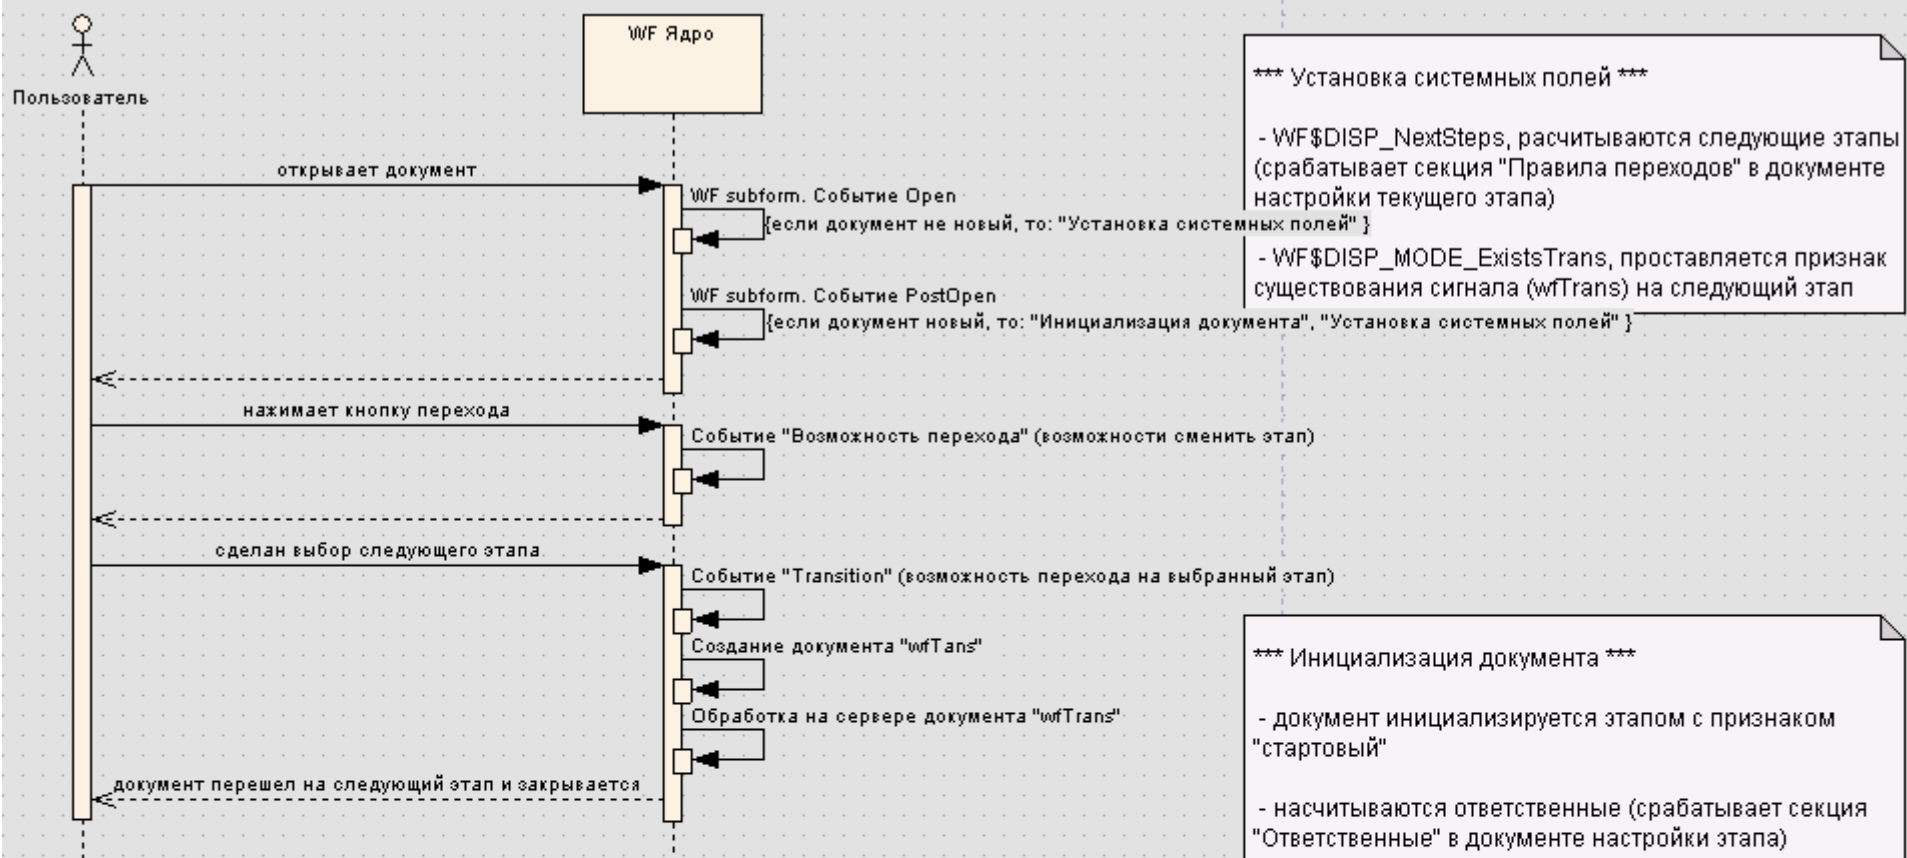 WF Ядро
*** Установка системных полей ***
Пользователь
- WF$DISP_NextSteps, расчитываются следующие этапы
(срабатывает секция "Правила переходов" в документе
настройки текущего этапа)
открывает документ
WF subform. Событие Open
{если документ не новый, то: "Установка системных полей" }
- WF$DISP_MODE_ExistsTrans, проставляется признак
существования сигнала (wfTrans) на следующий этап
WF subform. Событие PostOpen
{если документ новый, то: "Инициализация документа", "Установка системных полей" }
нажимает кнопку перехода
Событие "Возможность перехода" (возможности сменить этап)
сделан выбор следующего этапа
Событие "Transition" (возможность перехода на выбранный этап)
Создание документа "wfTans"
Обработка на сервере документа "wfTrans"
документ перешел на следующий этап и закрывается
*** Инициализация документа ***
- документ инициализируется этапом с признаком
"стартовый"
- насчитываются ответственные (срабатывает секция
"Ответственные" в документе настройки этапа)